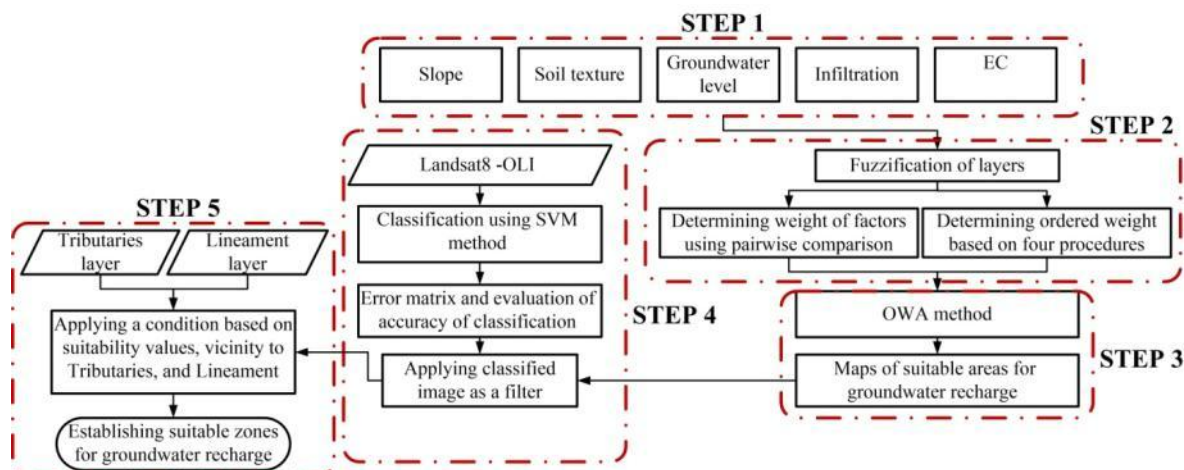 STEP 1
Slope
Soil texture
Groundwater
level
Infiltration
EC
STEP 2
Fuzzification of layers
Determining weight of factors
using pairwise comparison
Determining ordered weight
based on four procedures
OWA method
STEP 3
Maps of suitable areas for
groundwater recharge
Landsat8 -OLI
Classification using SVM
method
Error matrix and evaluation of
accuracy of classification
STEP 4
Applying classified
image as a filter
STEP 5
Tributaries
layer
Lineament
layer
Applying a condition based on
suitability values, vicinity to
Tributaries, and Lineament
Establishing suitable zones
for groundwater recharge